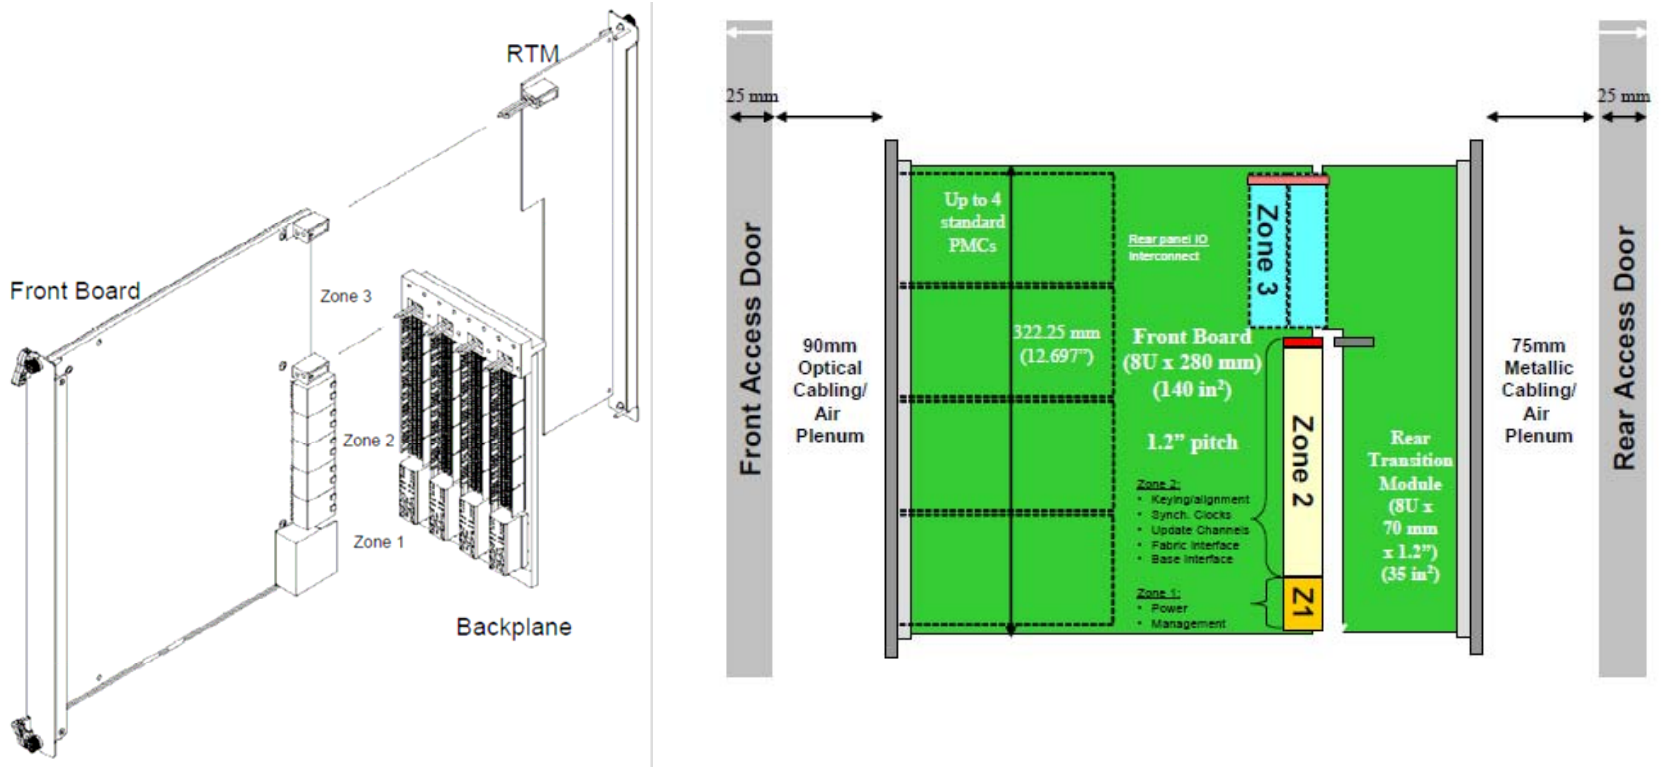 RTM
Front Board
Zone 3
Zone 2
Zone 1
Backplane
25 mm
Front Access Door
90mm
Optical
Cabling/
Air
Plenum
Up to 4
standard
PMCs
322.25 mm
(12.697")
Rear panel IO
Interconnect
Front Board
(8U x 280 mm)
(140 in²)
1.2" pitch
Zone 2:
• Keying/alignment
• Synch. Clocks
• Update Channels
• Fabric Interface
• Base Interface
Zone 1:
• Power
• Management
Zone 3
Zone 2
Z1
Rear
Transition
Module
(8U x
70 mm
x 1.2")
(35 in²)
75mm
Metallic
Cabling/
Air
Plenum
25 mm
Rear Access Door